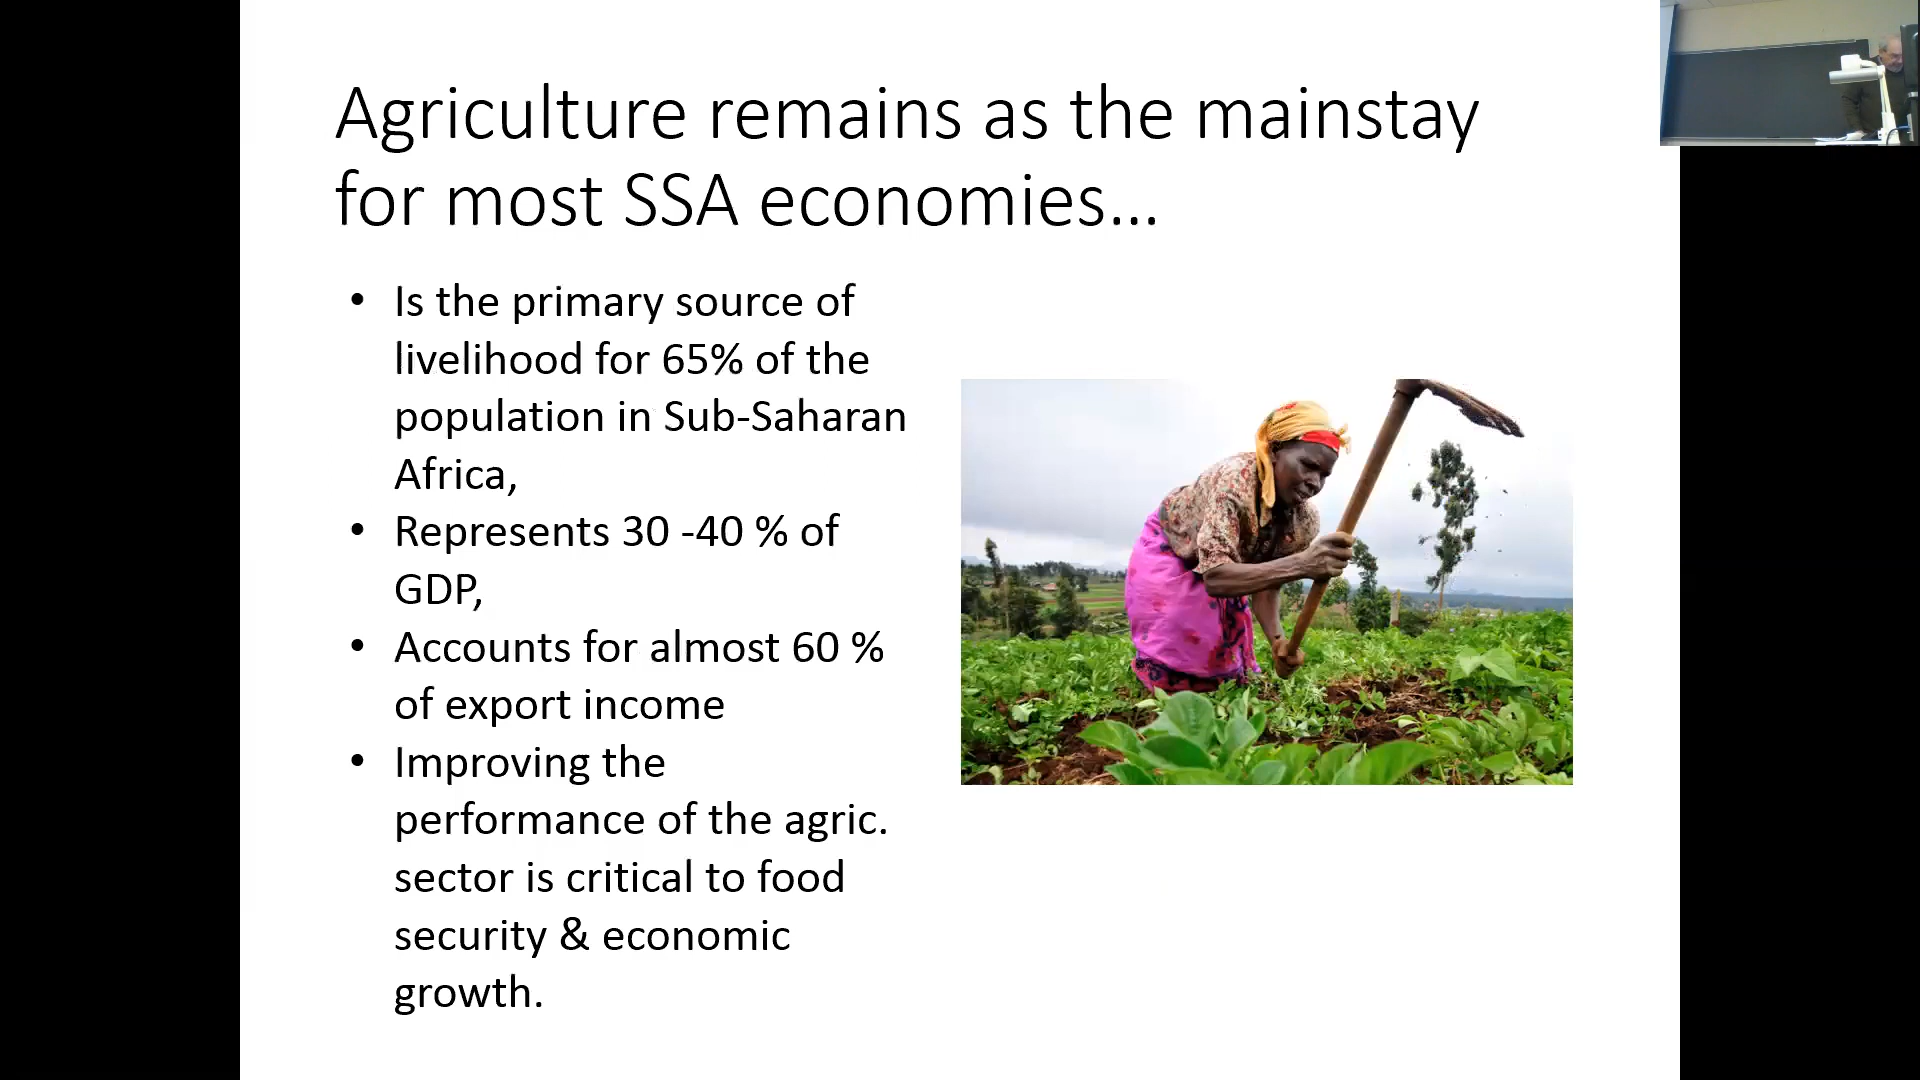 Agriculture remains as the mainstay
for most SSA economies...
• Is the primary source of
livelihood for 65% of the
population in Sub-Saharan
Africa,
• Represents 30 -40 % of
GDP,
• Accounts for almost 60 %
of export income
• Improving the
performance of the agric.
sector is critical to food
security & economic
growth.